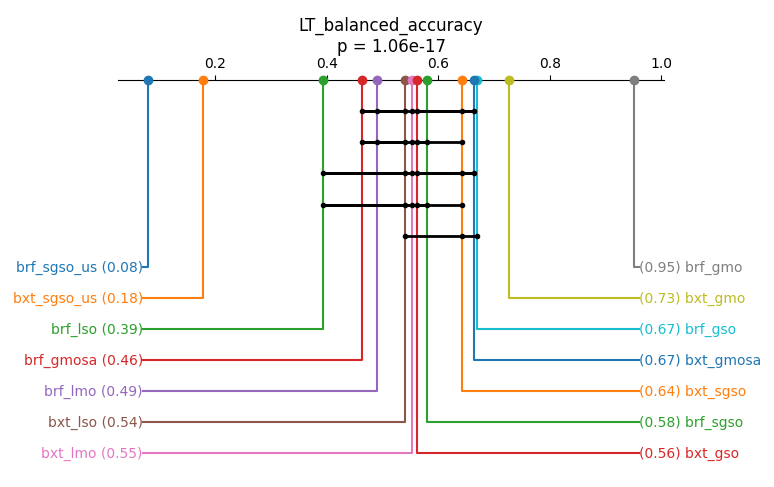 LT_balanced_accuracy
p = 1.06e-17
0.2 0.4 0.6 0.8 1.0
brf_sgso_us (0.08) (0.95) brf_gmo
bxt_sgso_us (0.18) (0.73) bxt_gmo
brf_lso (0.39) (0.67) brf_gso
brf_gmosa (0.46) (0.67) bxt_gmosa
brf_lmo (0.49) (0.64) bxt_sgso
bxt_lso (0.54) (0.58) brf_sgso
bxt_lmo (0.55) (0.56) bxt_gso